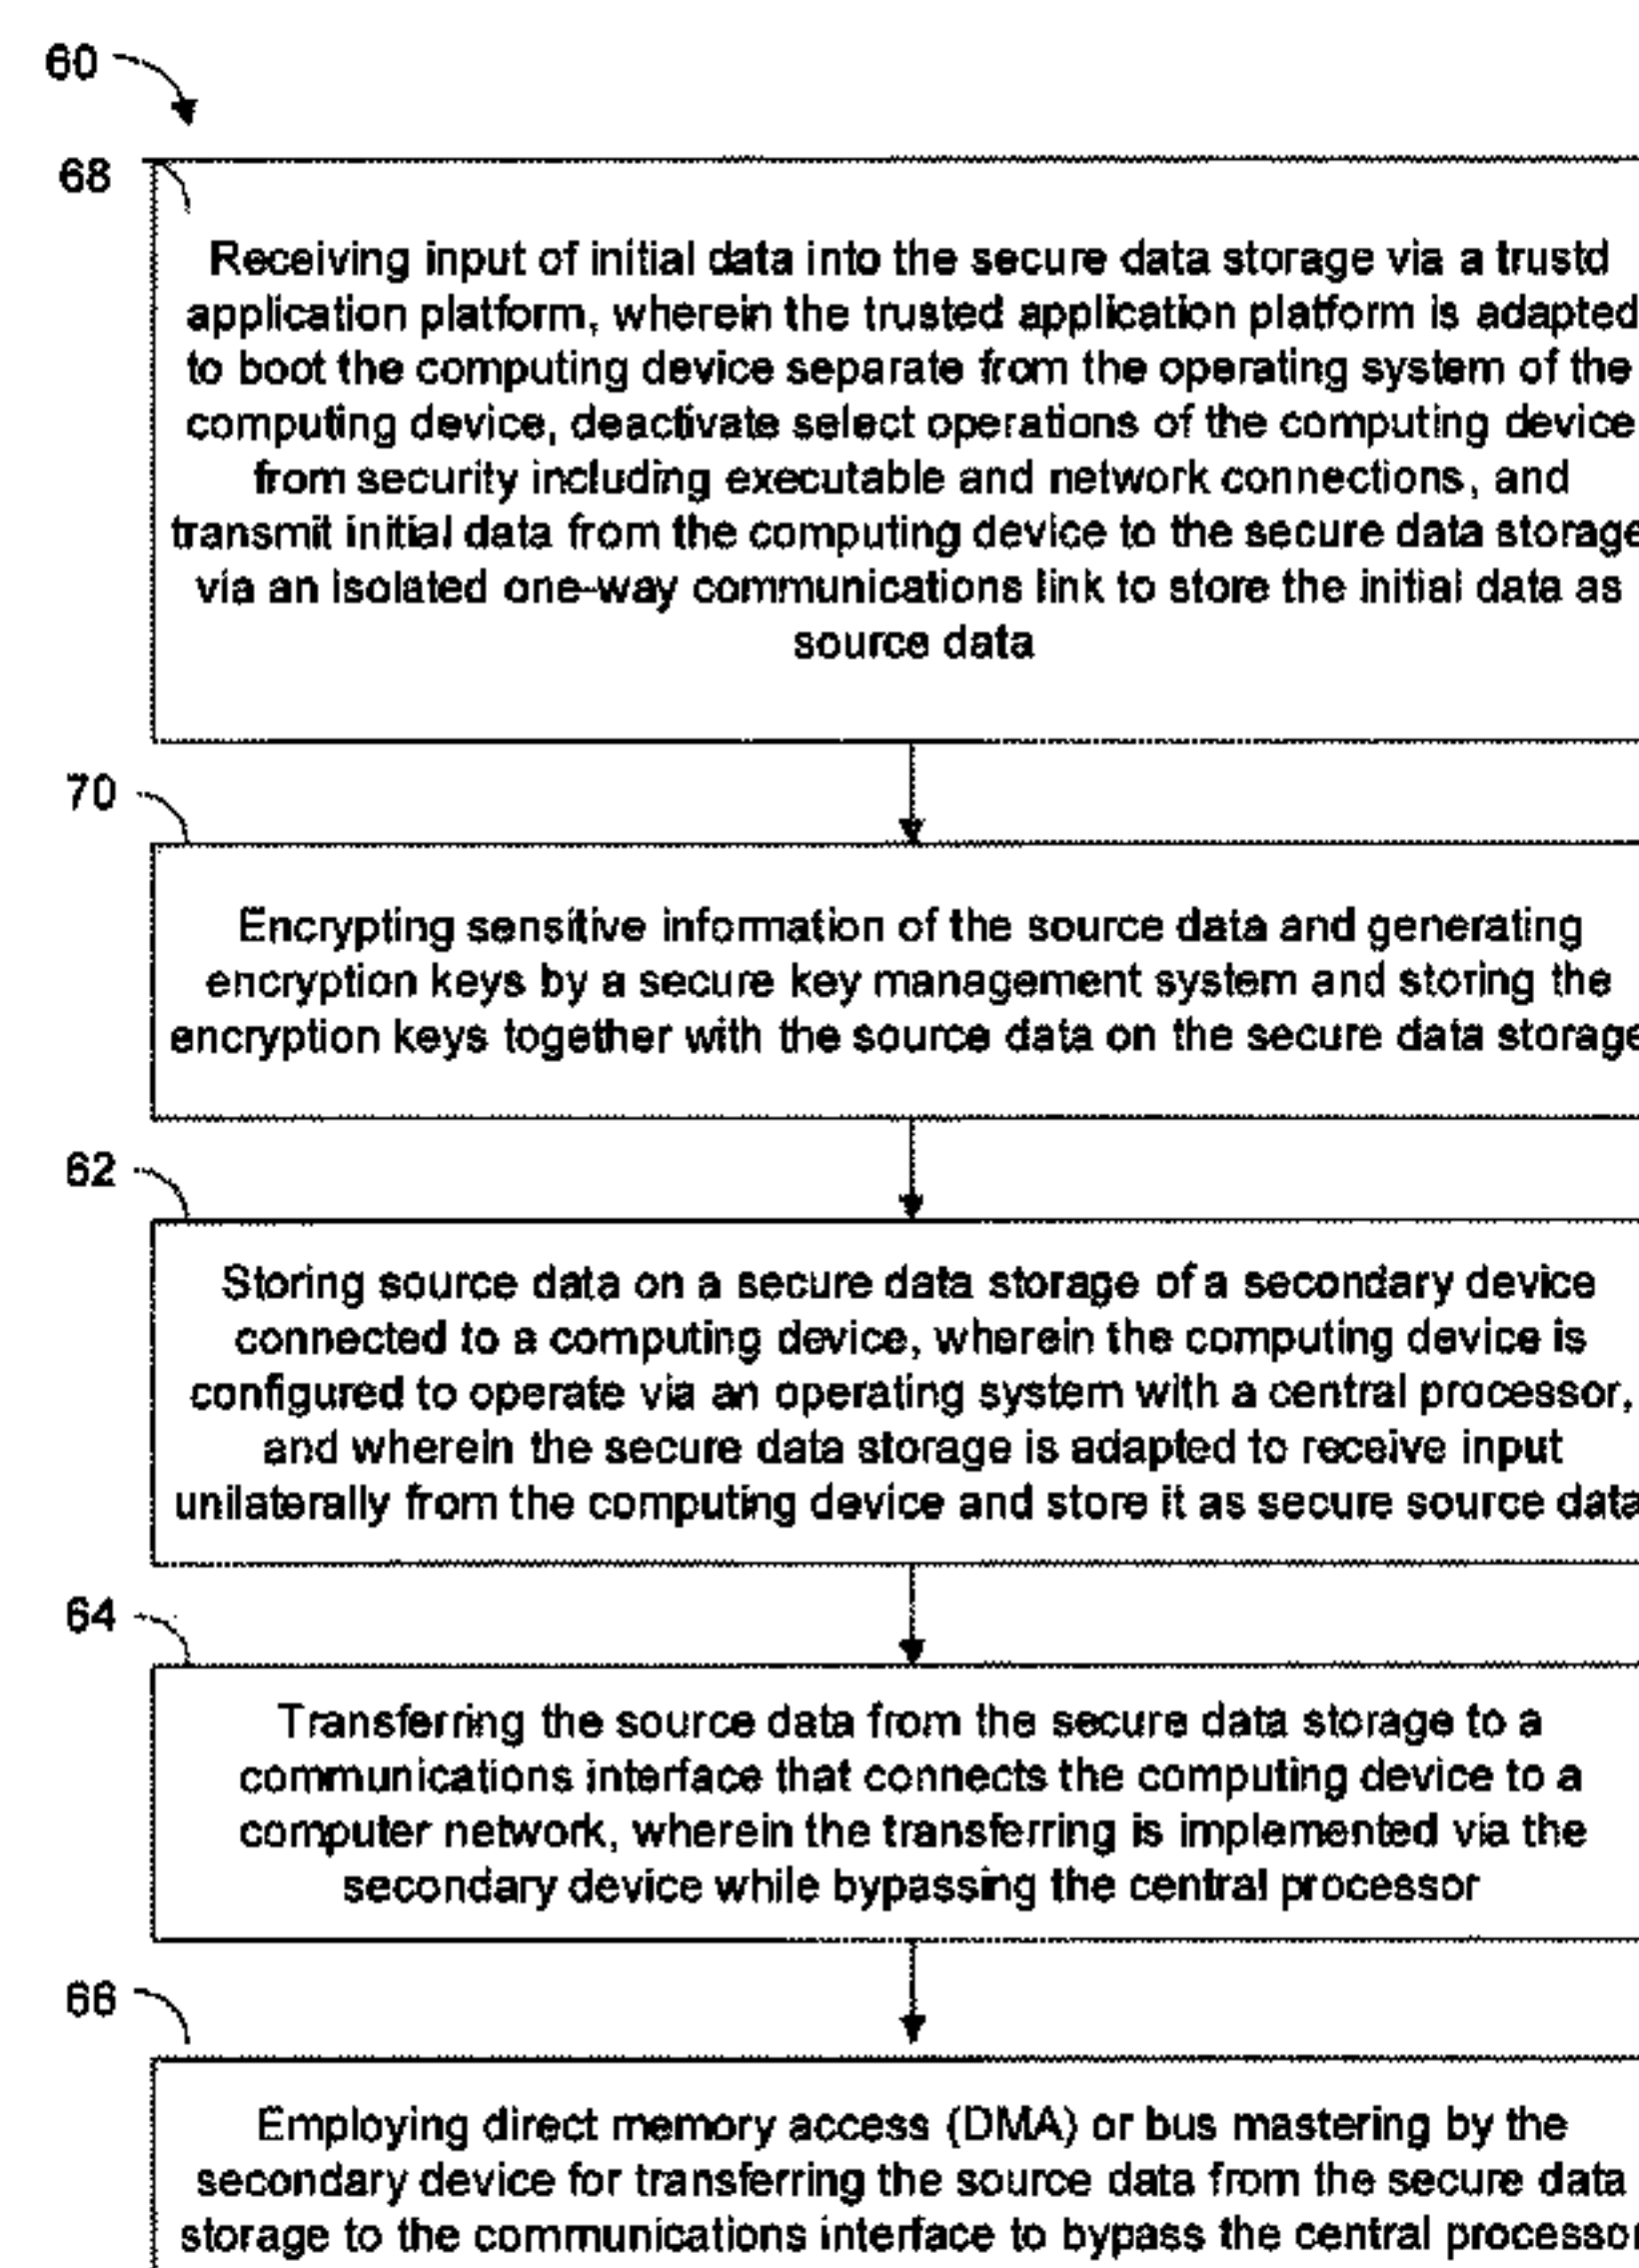 60
68
Receiving input of initial data into the secure data storage via a trustd
application platform, wherein the trusted application platform is adapted
to boot the computing device separate from the operating system of the
computing device, deactivate select operations of the computing device
from security including executable and network connections, and
transmit initial data from the computing device to the secure data storage
via an isolated one-way communications link to store the initial data as
source data
70
Encrypting sensitive information of the source data and generating
encryption keys by a secure key management system and storing the
encryption keys together with the source data on the secure data storage
62
Storing source data on a secure data storage of a secondary device
connected to a computing device, wherein the computing device is
configured to operate via an operating system with a central processor,
and wherein the secure data storage is adapted to receive input
unilaterally from the computing device and store it as secure source data
64
Transferring the source data from the secure data storage to a
communications interface that connects the computing device to a
computer network, wherein the transferring is implemented via the
secondary device while bypassing the central processor
66
Employing direct memory access (DMA) or bus mastering by the
secondary device for transferring the source data from the secure data
storage to the communications interface to bypass the central processor